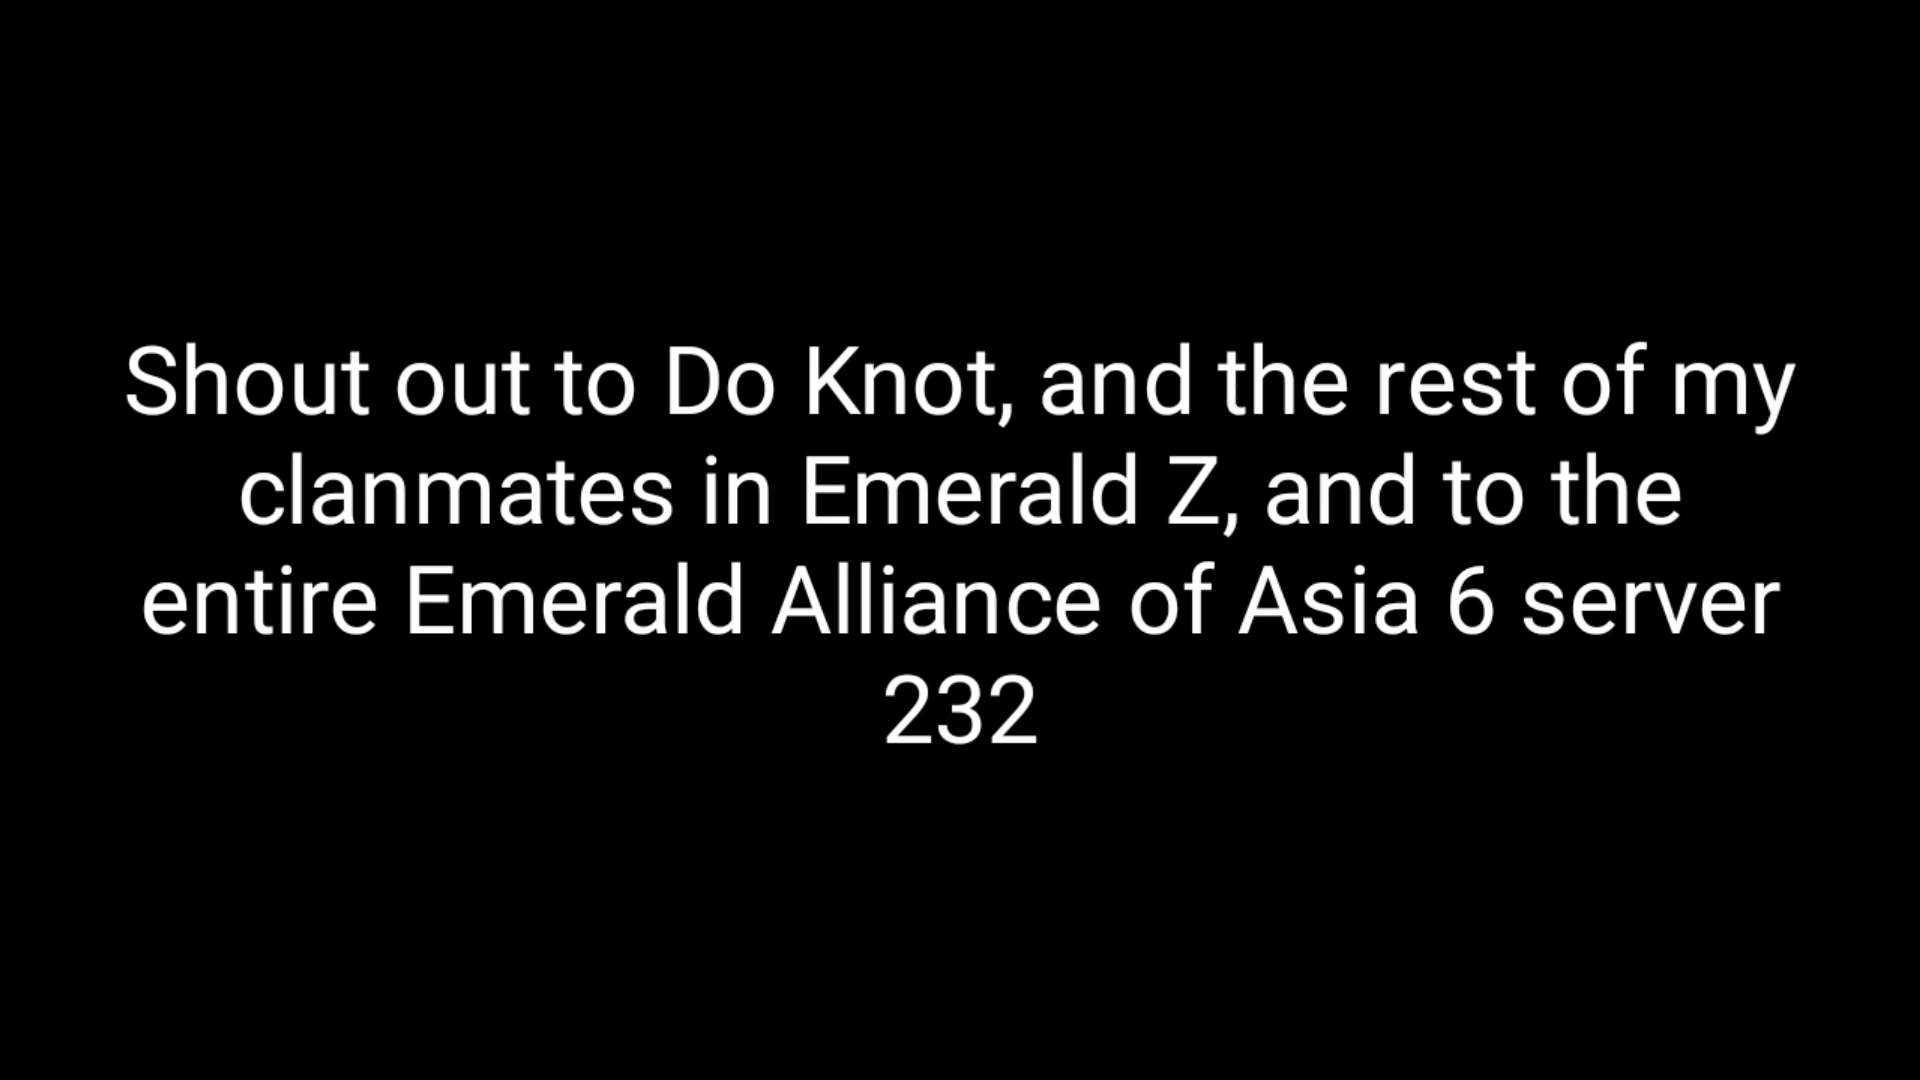 Shout out to Do Knot, and the rest of my
clanmates in Emerald Z, and to the
entire Emerald Alliance of Asia 6 server
232